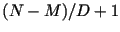 (N − M)/D + 1